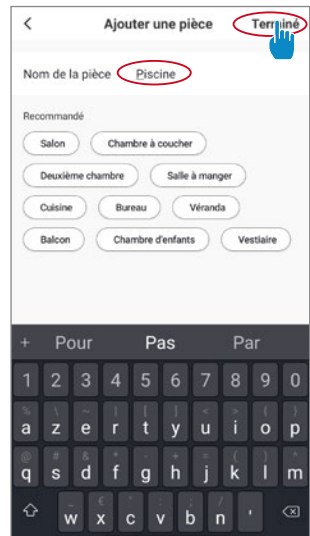 Ajouter une pièce Terminé
Nom de la pièce Piscine
Recommandé
Salon Chambre à coucher
Deuxième chambre Salle à manger
Cuisine Bureau Véranda
Balcon Chambre d'enfants Vestiaire
+ Pour Pas Par
1 2 3 4 5 6 7 8 9 0
a z e r t y u i o p
q s d f g h j k l m
w x c v b n '